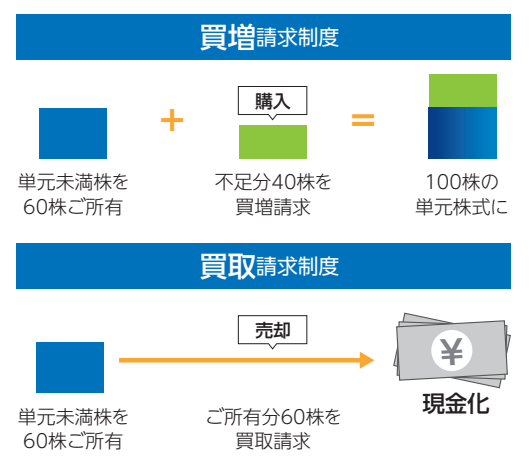 買増請求制度
購入
+
=
単元未満株を
60株ご所有
不足分40株を
買増請求
100株の
単元株式に
買取請求制度
売却
¥
現金化
単元未満株を
60株ご所有
ご所有分60株を
買取請求